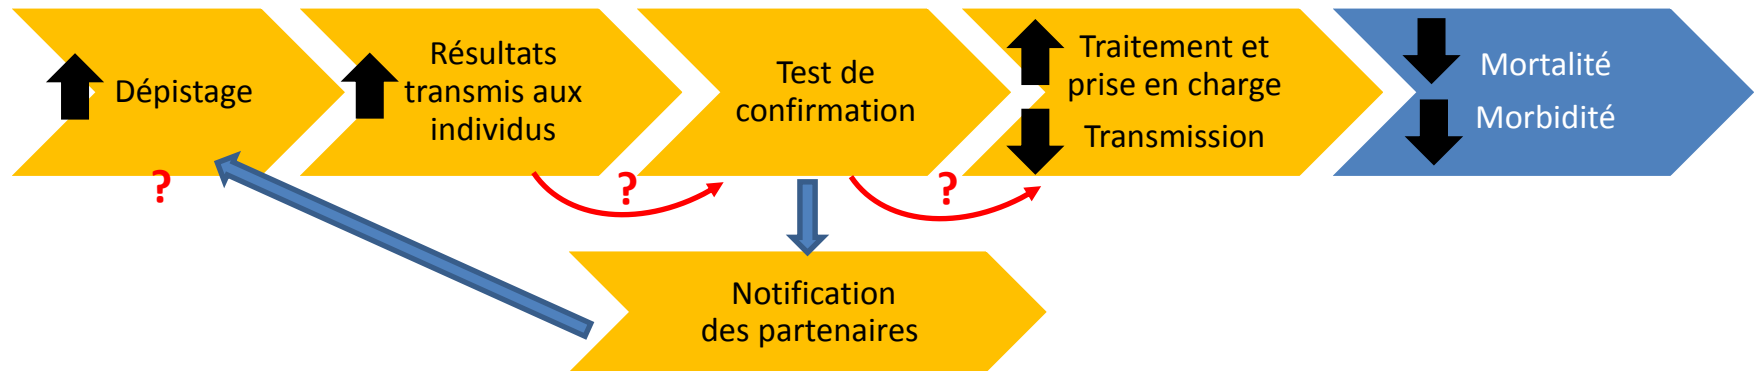 Dépistage
Résultats
transmis aux
individus
Test de
confirmation
Traitement et
prise en charge
Transmission
Mortalité
Morbidité
?
?
?
Notification
des partenaires